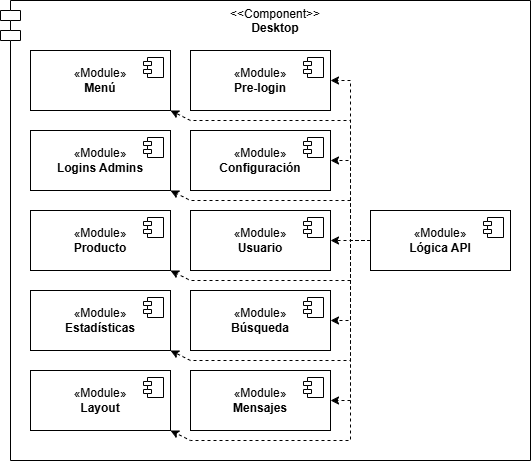 <<Component>>
Desktop
«Module»
Menú
«Module»
Pre-login
«Module»
Logins Admins
«Module»
Configuración
«Module»
Producto
«Module»
Usuario
«Module»
Lógica API
«Module»
Estadísticas
«Module»
Búsqueda
«Module»
Layout
«Module»
Mensajes